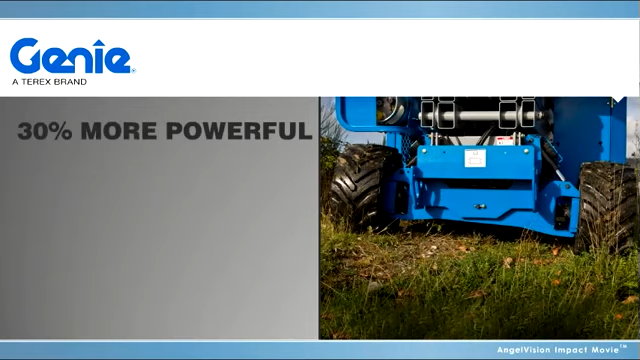 Genie
A TEREX BRAND
30% MORE POWERFUL
AngelVision Impact Movie™